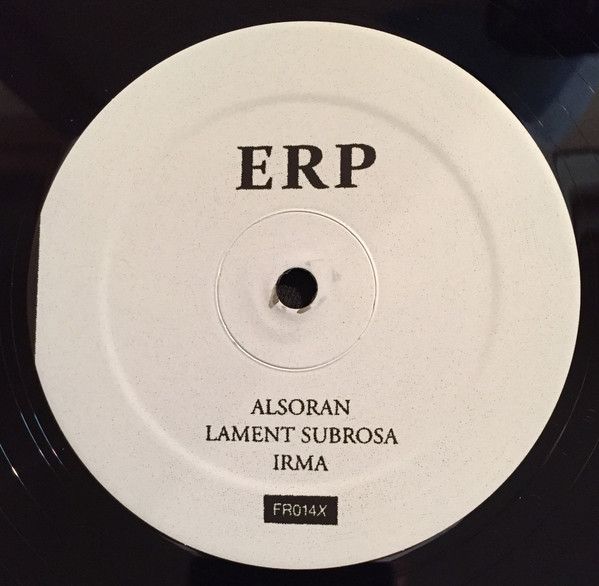 ERP
ALSORAN
LAMENT SUBROSA
IRMA
FR014X